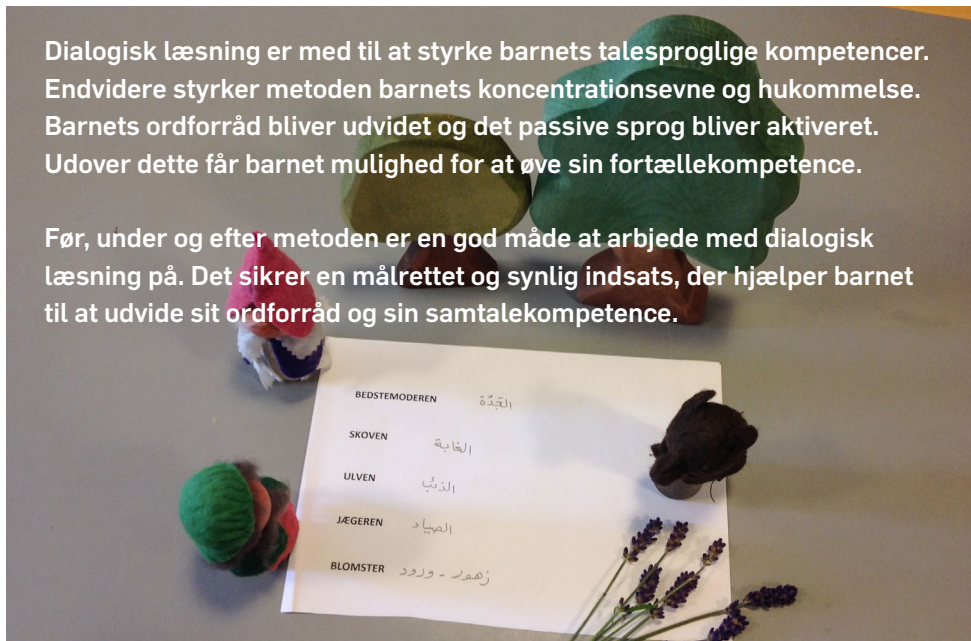 Dialogisk læsning er med til at styrke barnets talesproglige kompetencer.
Endvidere styrker metoden barnets koncentrationsevne og hukommelse.
Barnets ordforråd bliver udvidet og det passive sprog bliver aktiveret.
Udover dette får barnet mulighed for at øve sin fortællekompetence.
Før, under og efter metoden er en god måde at arbjede med dialogisk
læsning på. Det sikrer en målrettet og synlig indsats, der hjælper barnet
til at udvide sit ordforråd og sin samtalekompetence.
BEDSTEMODEREN الجَدّة
SKOVEN الغابة
ULVEN الذئب
JÆGEREN الصياد
BLOMSTER زهور - ورود